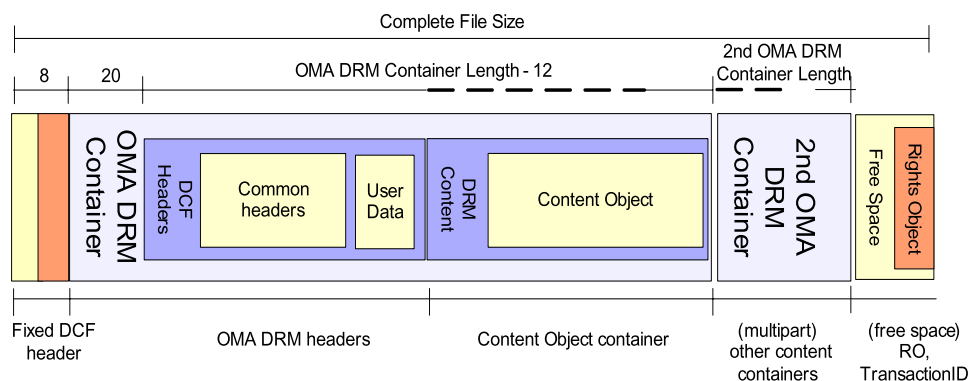 Complete File Size
8
20
OMA DRM Container Length - 12
2nd OMA DRM
Container Length
OMA DRM
Container
DCF
Headers
Common
headers
User
Data
DRM
Content
Content Object
2nd OMA
DRM
Container
Free Space
Rights Object
Fixed DCF
header
OMA DRM headers
Content Object container
(multipart)
other content
containers
(free space)
RO,
TransactionID